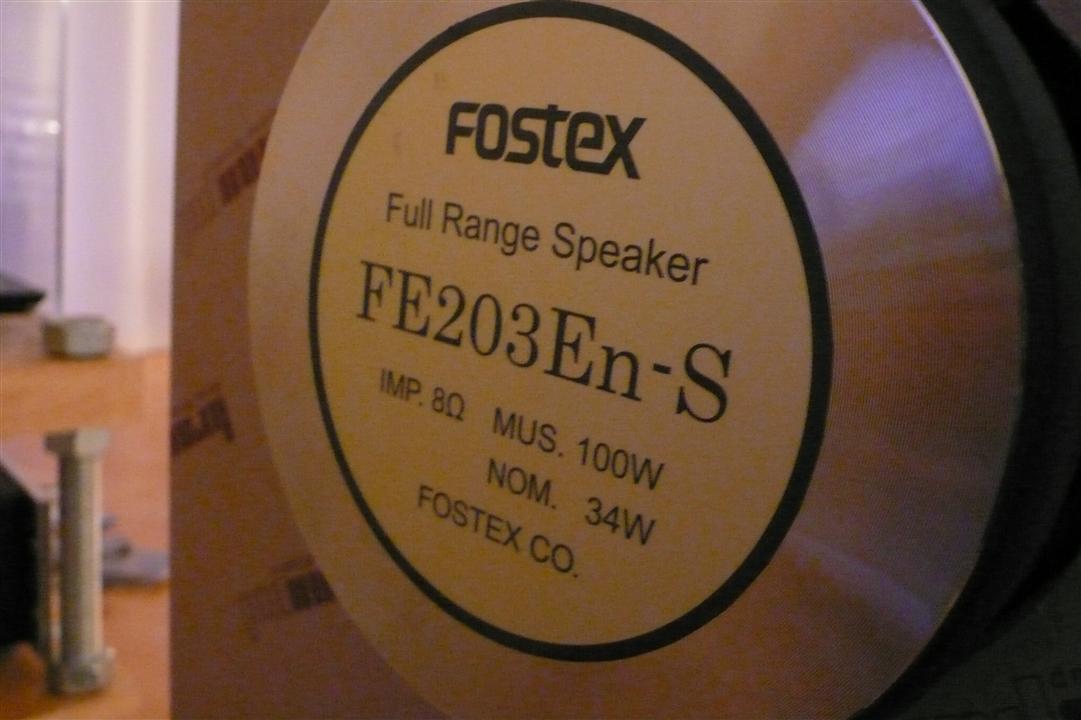 FOSTEX
Full Range Speaker
FE203En-S
IMP. 8Ω MUS. 100W
NOM. 34W
FOSTEX CO.